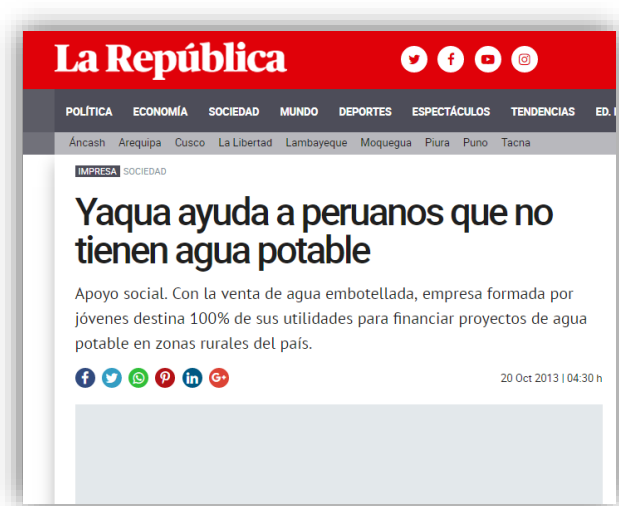 La República
POLÍTICA ECONOMÍA SOCIEDAD MUNDO DEPORTES ESPECTÁCULOS TENDENCIAS ED.
Áncash Arequipa Cusco La Libertad Lambayeque Moquegua Piura Puno Tacna
IMPRESA SOCIEDAD
Yaqua ayuda a peruanos que no
tienen agua potable
Apoyo social. Con la venta de agua embotellada, empresa formada por
jóvenes destina 100% de sus utilidades para financiar proyectos de agua
potable en zonas rurales del país.
20 Oct 2013 | 04:30 h